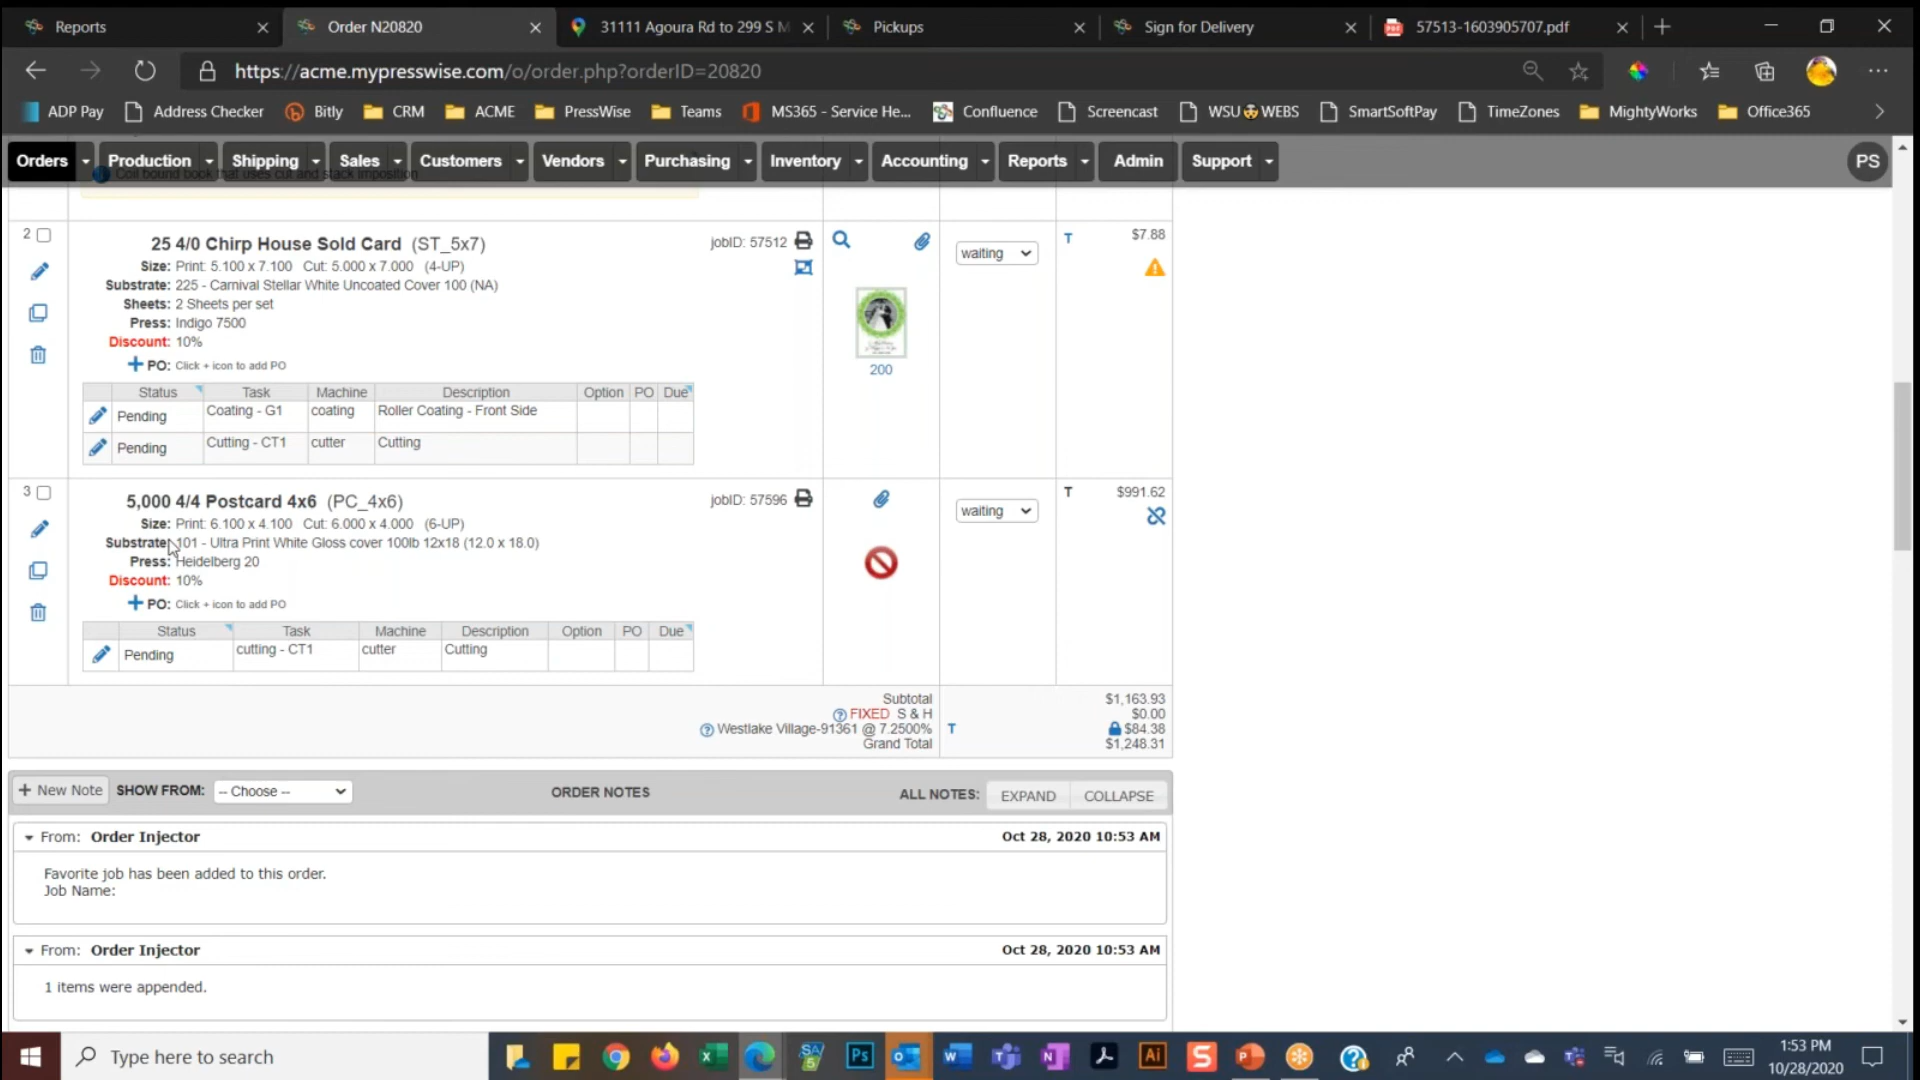 Reports
Order N20820
31111 Agoura Rd to 299 S M
Pickups
Sign for Delivery
57513-1603905707.pdf
https://acme.mypresswise.com/o/order.php?orderID=20820
ADP Pay
Address Checker
Bitly
CRM
ACME
PressWise
Teams
MS365 - Service He...
Confluence
Screencast
WSU WEBS
SmartSoftPay
TimeZones
MightyWorks
Office365
Orders
Production
Shipping
Sales
Customers
Vendors
Purchasing
Inventory
Accounting
Reports
Admin
Support
PS
Coil bound book that uses cut and stack imposition
2
25 4/0 Chirp House Sold Card (ST_5x7)
jobID: 57512
waiting
T
$7.88
Size: Print: 5.100 x 7.100 Cut: 5.000 x 7.000 (4-UP)
Substrate: 225 - Carnival Stellar White Uncoated Cover 100 (NA)
Sheets: 2 Sheets per set
Press: Indigo 7500
Discount: 10%
PO: Click + icon to add PO
200
Status Task Machine Description Option PO Due
Pending Coating - G1 coating Roller Coating - Front Side
Pending Cutting - CT1 cutter Cutting
3
5,000 4/4 Postcard 4x6 (PC_4x6)
jobID: 57596
waiting
T
$991.62
Size: Print: 6.100 x 4.100 Cut: 6.000 x 4.000 (6-UP)
Substrate: 101 - Ultra Print White Gloss cover 100lb 12x18 (12.0 x 18.0)
Press: Heidelberg 20
Discount: 10%
PO: Click + icon to add PO
Status Task Machine Description Option PO Due
Pending cutting - CT1 cutter Cutting
Subtotal $1,163.93
FIXED S & H $0.00
Westlake Village-91361 @ 7.2500% T $84.38
Grand Total $1,248.31
+ New Note SHOW FROM: -- Choose -- ORDER NOTES ALL NOTES: EXPAND COLLAPSE
From: Order Injector Oct 28, 2020 10:53 AM
Favorite job has been added to this order.
Job Name:
From: Order Injector Oct 28, 2020 10:53 AM
1 items were appended.
Type here to search
1:53 PM
10/28/2020